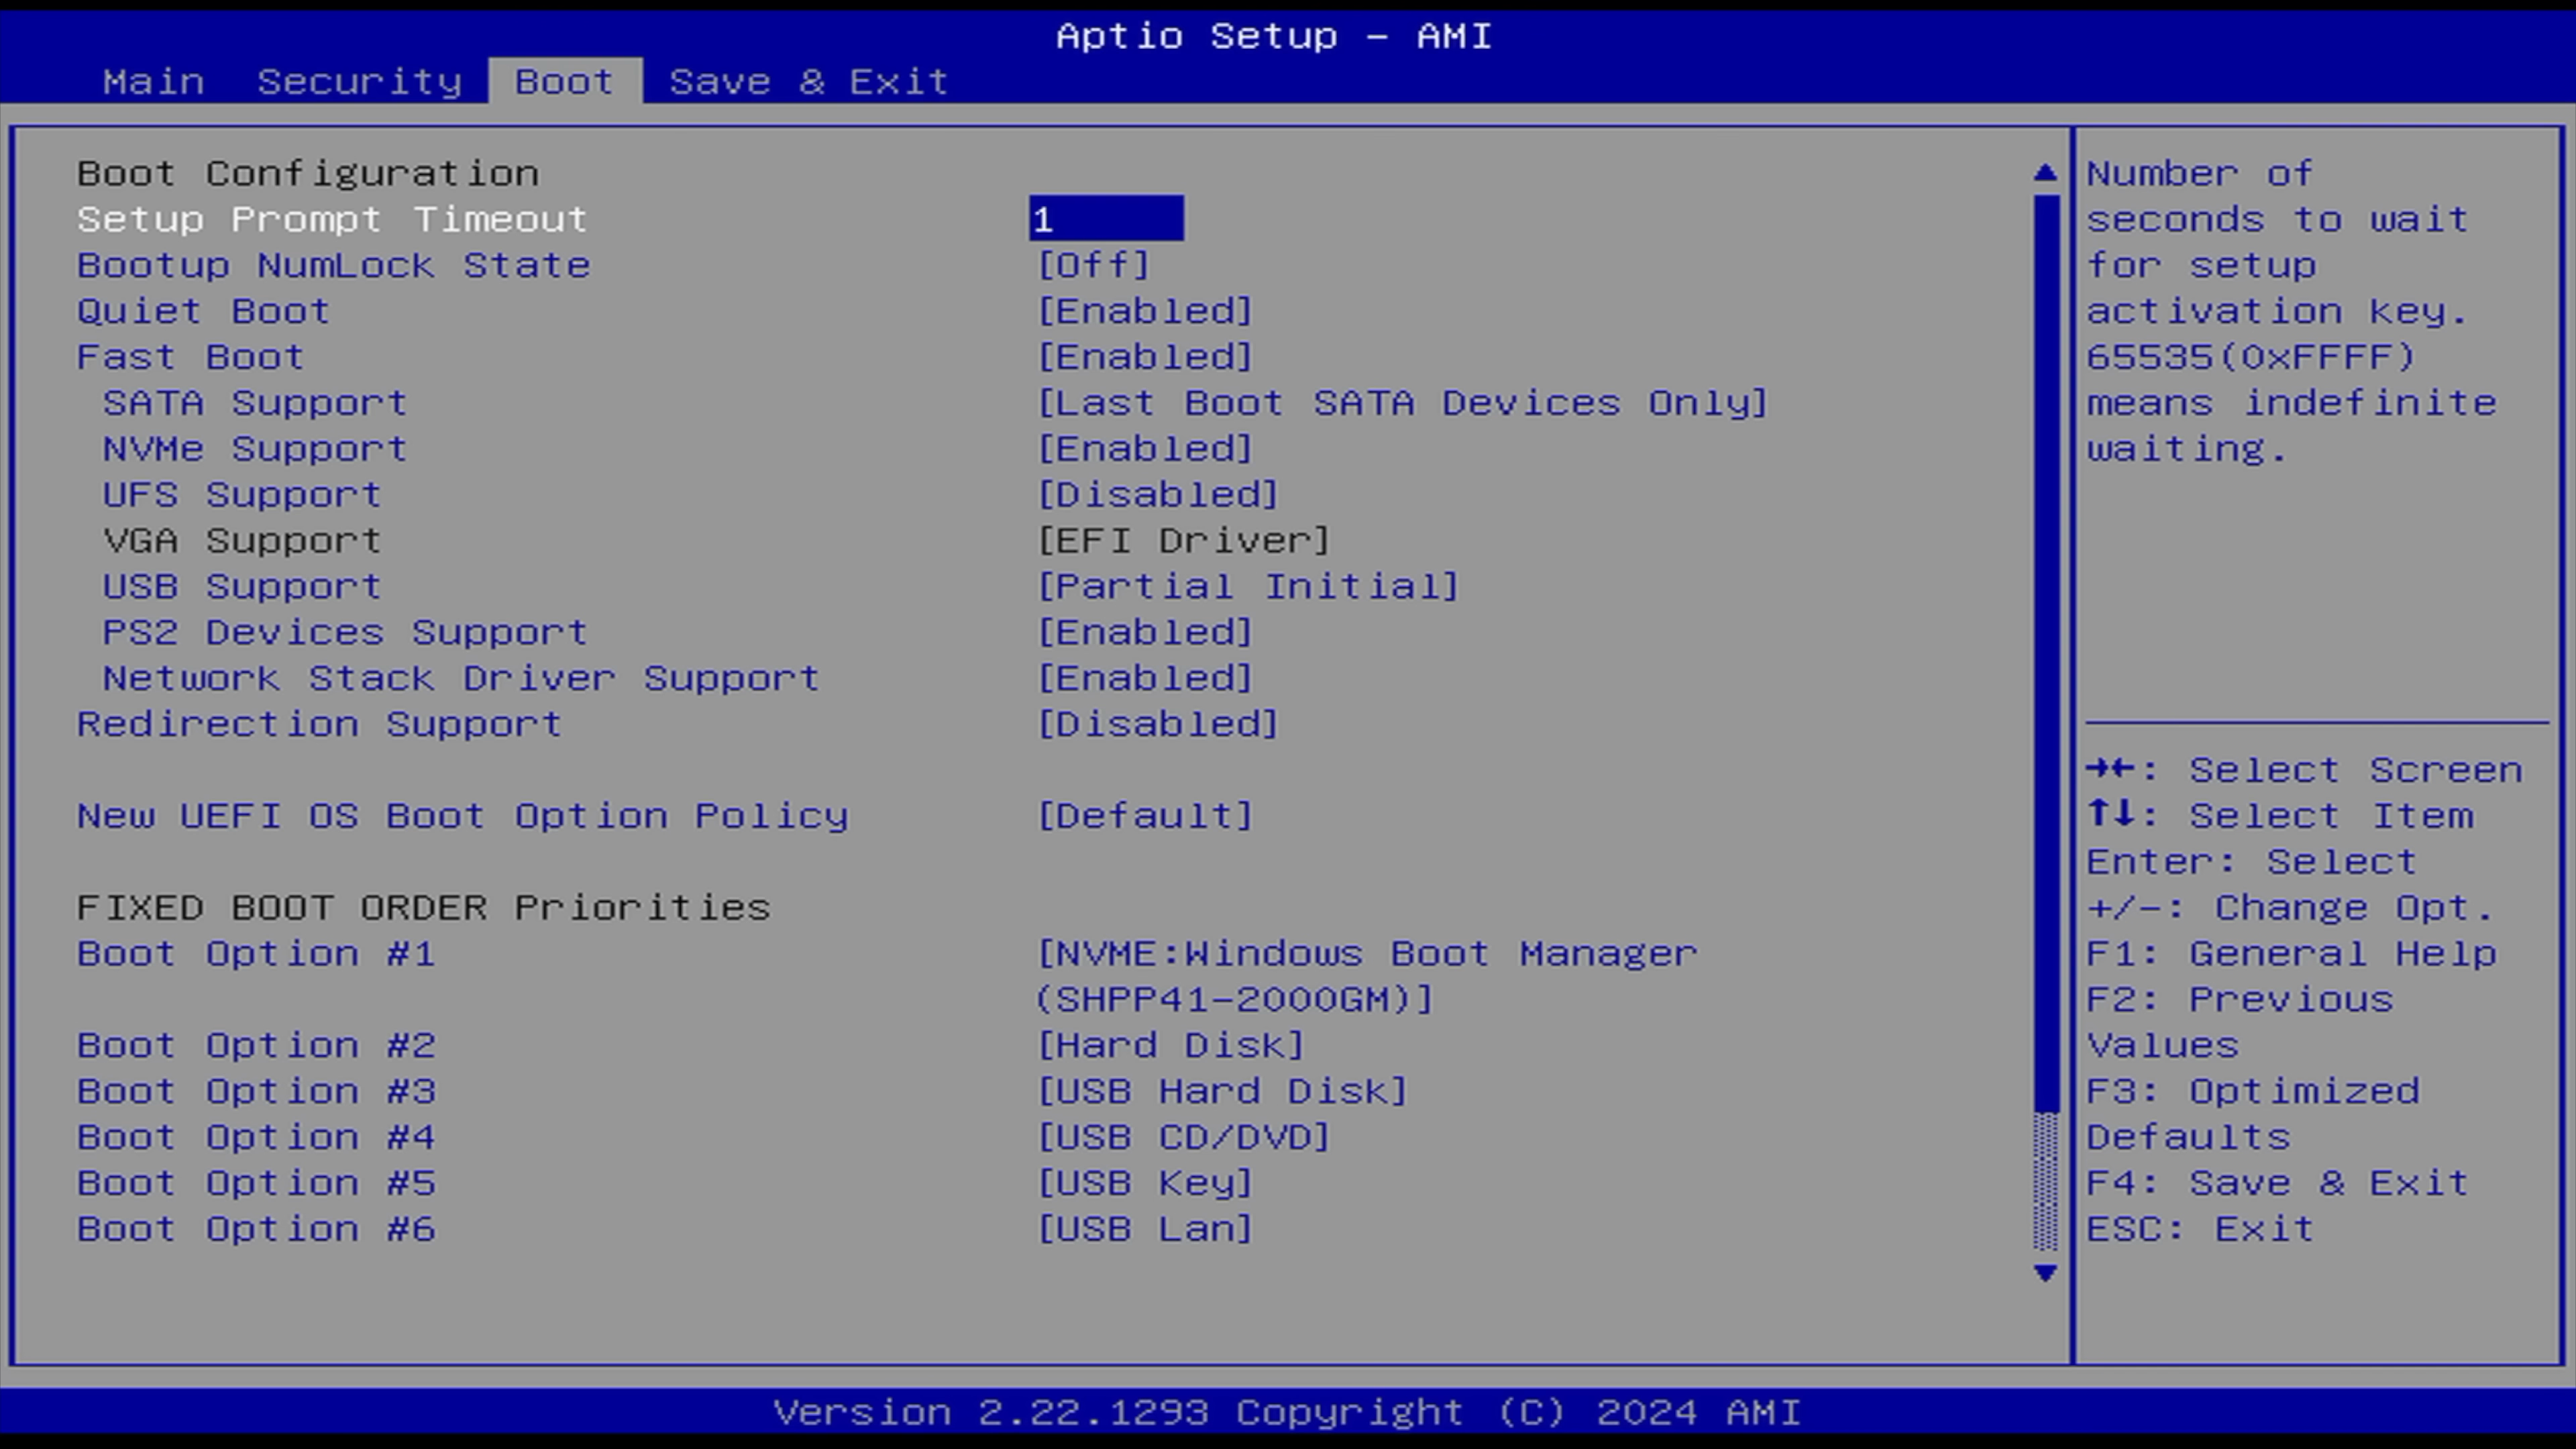 Aptio Setup - AMI
Main Security Boot Save & Exit
Boot Configuration
Setup Prompt Timeout 1
Bootup NumLock State [Off]
Quiet Boot [Enabled]
Fast Boot [Enabled]
SATA Support [Last Boot SATA Devices Only]
NVMe Support [Enabled]
UFS Support [Disabled]
VGA Support [EFI Driver]
USB Support [Partial Initial]
PS2 Devices Support [Enabled]
Network Stack Driver Support [Enabled]
Redirection Support [Disabled]
New UEFI OS Boot Option Policy [Default]
FIXED BOOT ORDER Priorities
Boot Option #1 [NVME:Windows Boot Manager
(SHPP41-2000GM)]
Boot Option #2 [Hard Disk]
Boot Option #3 [USB Hard Disk]
Boot Option #4 [USB CD/DVD]
Boot Option #5 [USB Key]
Boot Option #6 [USB Lan]
Number of
seconds to wait
for setup
activation key.
65535(0xFFFF)
means indefinite
waiting.
→←: Select Screen
↑↓: Select Item
Enter: Select
+/-: Change Opt.
F1: General Help
F2: Previous
Values
F3: Optimized
Defaults
F4: Save & Exit
ESC: Exit
Version 2.22.1293 Copyright (C) 2024 AMI